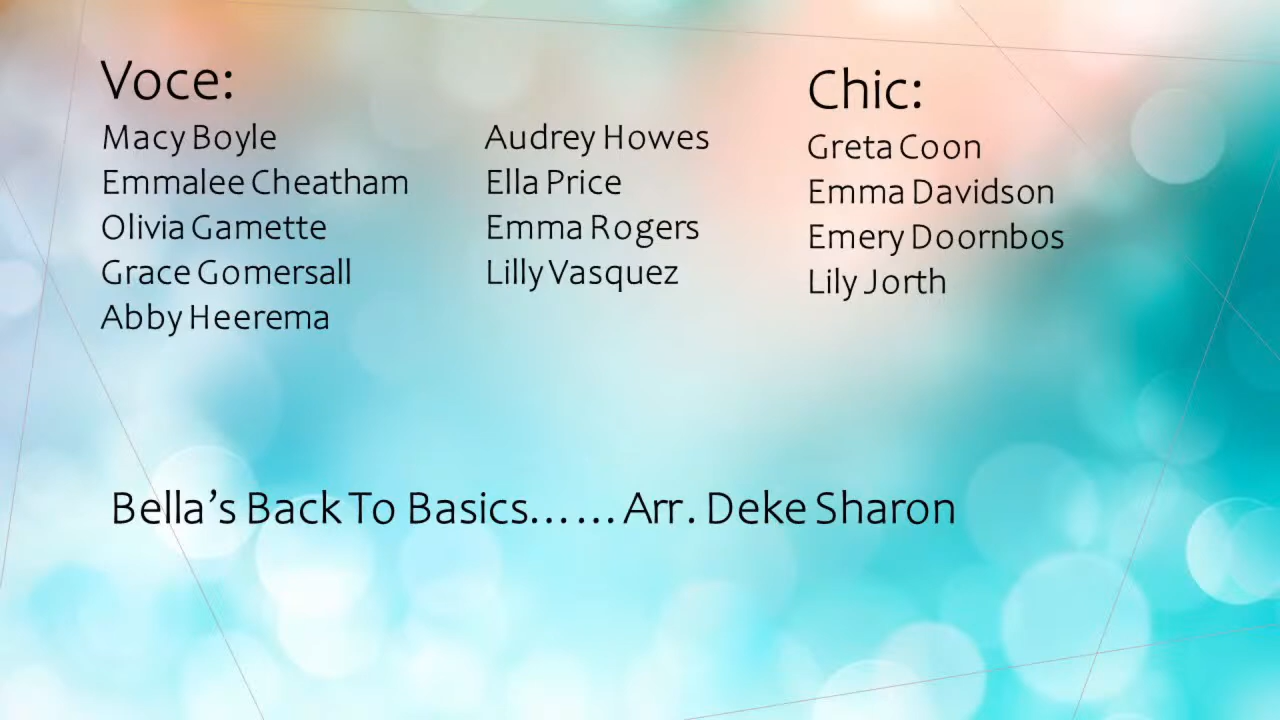 Voce:
Macy Boyle
Emmalee Cheatham
Olivia Gamette
Grace Gomersall
Abby Heerema
Audrey Howes
Ella Price
Emma Rogers
Lilly Vasquez
Chic:
Greta Coon
Emma Davidson
Emery Doornbos
Lily Jorth
Bella’s Back To Basics……Arr. Deke Sharon